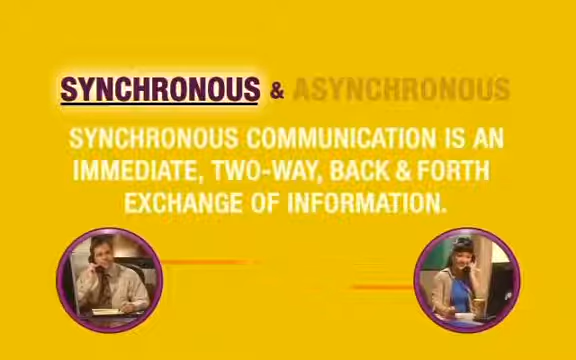 SYNCHRONOUS & ASYNCHRONOUS
SYNCHRONOUS COMMUNICATION IS AN
IMMEDIATE, TWO-WAY, BACK & FORTH
EXCHANGE OF INFORMATION.